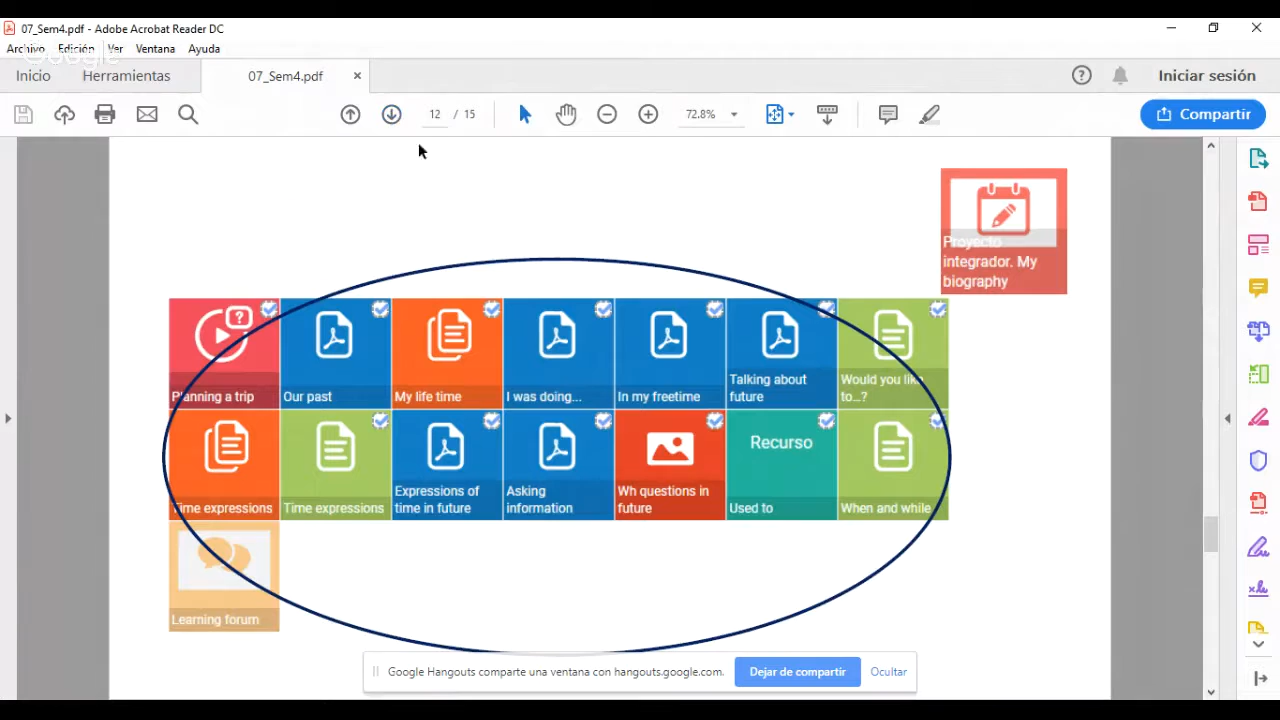 07_Sem4.pdf - Adobe Acrobat Reader DC
Archivo Edición Ver Ventana Ayuda
Google
Inicio Herramientas 07_Sem4.pdf Iniciar sesión
12 / 15 72.8% Compartir
Proyecto
integrador. My
biography
Planning a trip
Our past
My life time
I was doing...
In my freetime
Talking about
future
Would you like
to...?
Time expressions
Time expressions
Expressions of
time in future
Asking
information
Wh questions in
future
Recurso
Used to
When and while
Learning forum
Google Hangouts comparte una ventana con hangouts.google.com. Dejar de compartir Ocultar